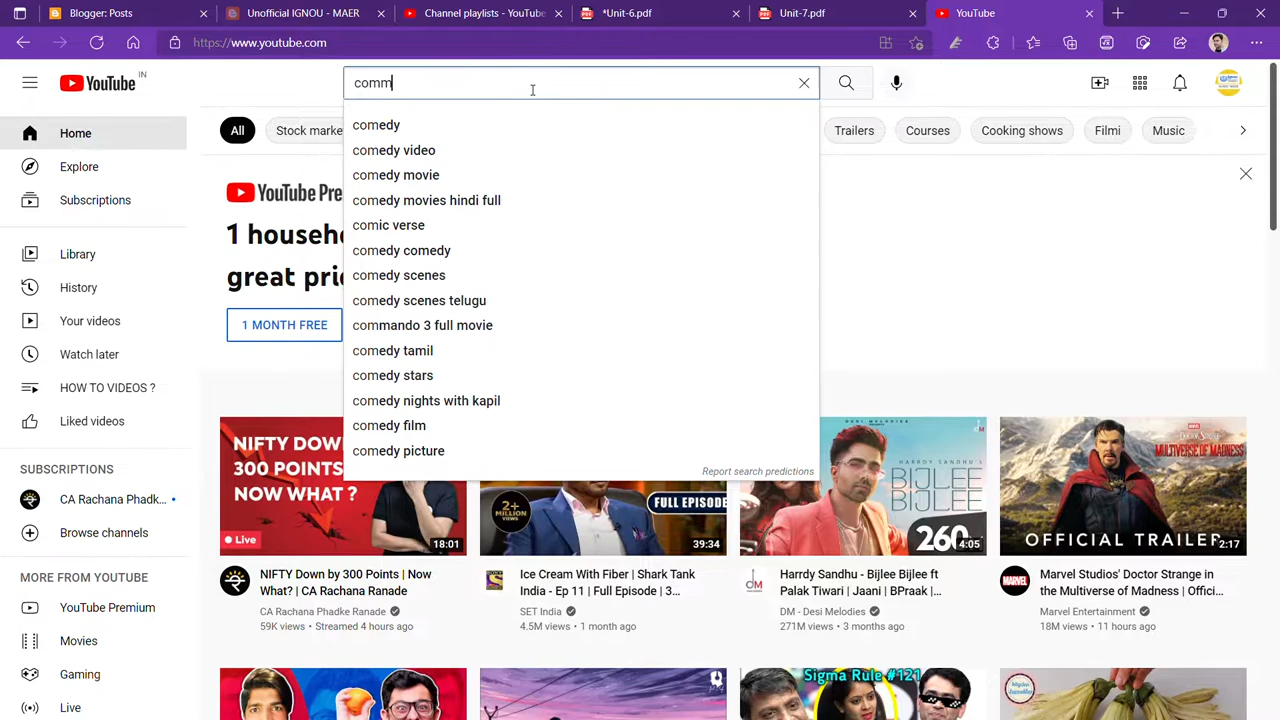 Blogger: Posts
Unofficial IGNOU - MAER
Channel playlists - YouTube
*Unit-6.pdf
Unit-7.pdf
YouTube
https://www.youtube.com
YouTube IN
comm
Home
Explore
Subscriptions
Library
History
Your videos
Watch later
HOW TO VIDEOS ?
Liked videos
SUBSCRIPTIONS
CA Rachana Phadk...
Browse channels
MORE FROM YOUTUBE
YouTube Premium
Movies
Gaming
Live
All
Stock marke
Trailers
Courses
Cooking shows
Filmi
Music
comedy
comedy video
comedy movie
comedy movies hindi full
comic verse
comedy comedy
comedy scenes
comedy scenes telugu
commando 3 full movie
comedy tamil
comedy stars
comedy nights with kapil
comedy film
comedy picture
Report search predictions
YouTube Pre
1 househo
great pri
1 MONTH FREE
NIFTY DOWN
300 POINTS
NOW WHAT ?
Live
18:01
NIFTY Down by 300 Points | Now
What? | CA Rachana Ranade
CA Rachana Phadke Ranade
59K views • Streamed 4 hours ago
2+
MILLION
VIEWS
FULL EPISODE
39:34
Ice Cream With Fiber | Shark Tank
India - Ep 11 | Full Episode | 3...
SET India
4.5M views • 1 month ago
DESI MELODIES
HARRDY SANDHU'S
BIJLEE
BIJLEE
260
4:05
Harrdy Sandhu - Bijlee Bijlee ft
Palak Tiwari | Jaani | BPraak |...
DM - Desi Melodies
271M views • 3 months ago
OFFICIAL TRAILER
2:17
Marvel Studios' Doctor Strange in
the Multiverse of Madness | Offici...
Marvel Entertainment
18M views • 11 hours ago
Sigma Rule #121